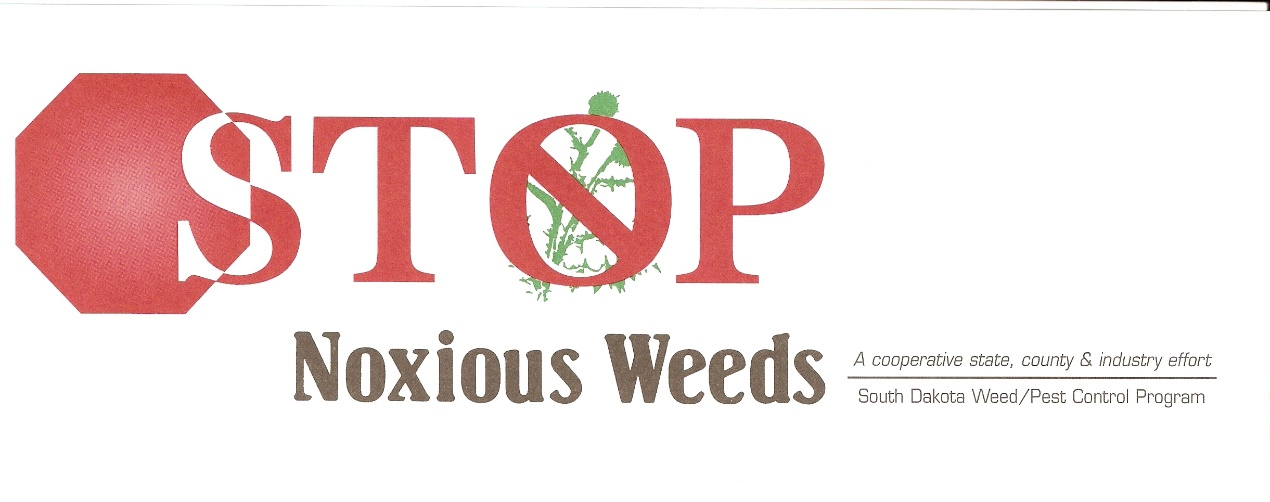 STOP
Noxious Weeds
A cooperative state, county & industry effort
South Dakota Weed/Pest Control Program